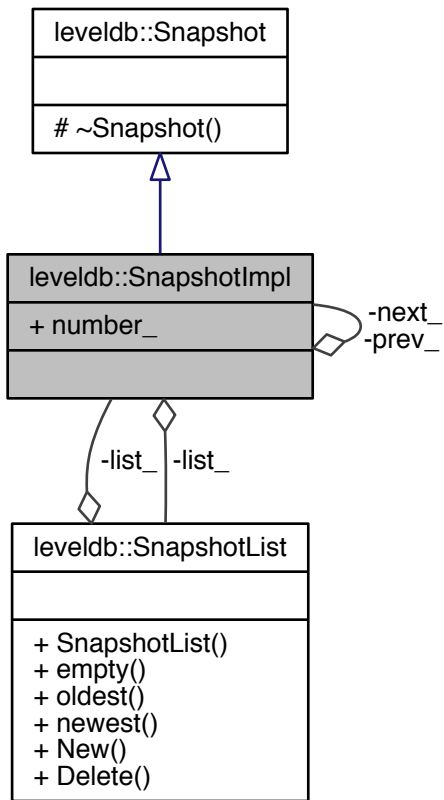 leveldb::Snapshot
# ~Snapshot()
leveldb::SnapshotImpl
+ number_
-next_
-prev_
-list_
-list_
leveldb::SnapshotList
+ SnapshotList()
+ empty()
+ oldest()
+ newest()
+ New()
+ Delete()